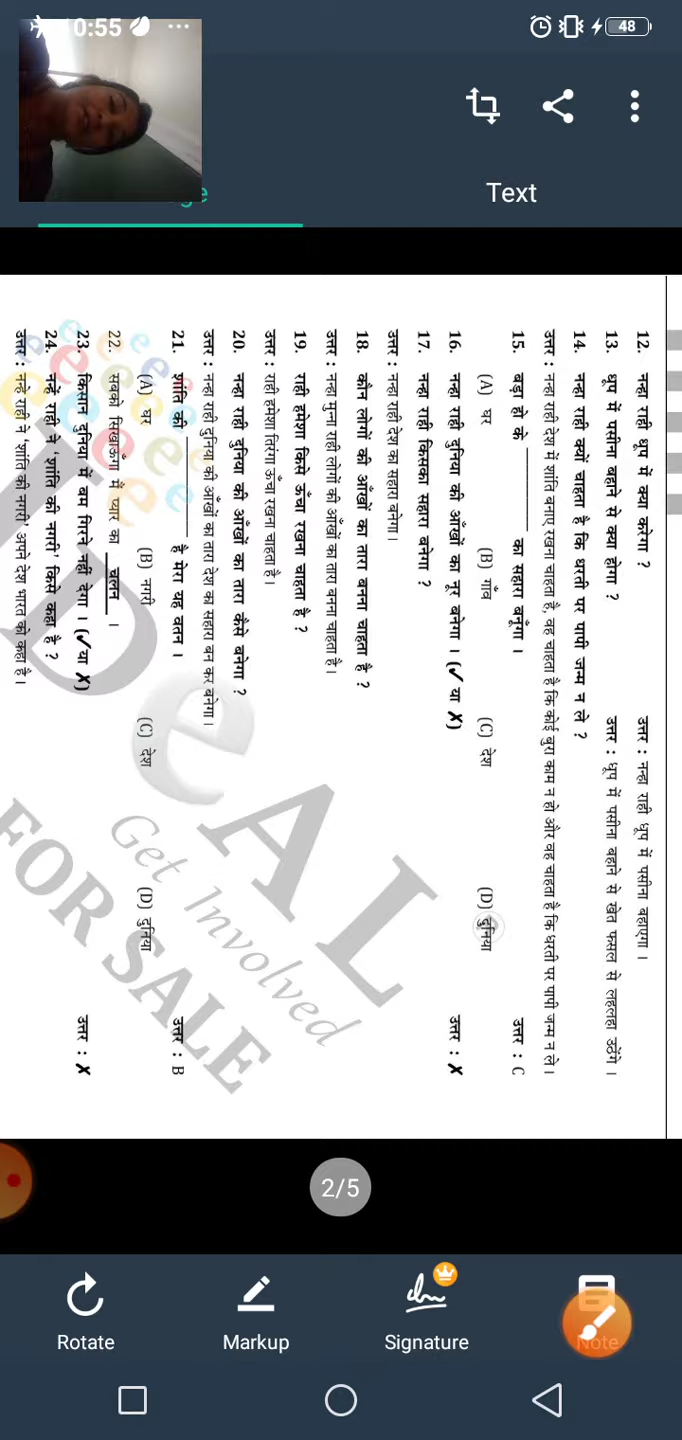 0:55
48
Text
12. नन्हा राही धूप में क्या करेगा ? उत्तर : नन्हा राही धूप में पसीना बहाएगा ।
13. धूप में पसीना बहाने से क्या होगा ? उत्तर : धूप में पसीना बहाने से खेत फसल से लहलहा उठेंगे ।
14. नन्हा राही क्यों चाहता है कि धरती पर पापी जन्म न ले ?
उत्तर : नन्हा राही देश में शांति बनाए रखना चाहता है, वह चाहता है कि कोई बुरा काम न हो और वह चाहता है कि धरती पर पापी जन्म न ले ।
15. बड़ा हो के __________ का सहारा बनूँगा । उत्तर : C
(A) घर (B) गाँव (C) देश (D) दुनिया
16. नन्हा राही दुनिया की आँखों का नूर बनेगा । (✓ या ✗) उत्तर : ✗
17. नन्हा राही किसका सहारा बनेगा ?
उत्तर : नन्हा राही देश का सहारा बनेगा ।
18. कौन लोगों की आँखों का तारा बनना चाहता है ?
उत्तर : नन्हा मुन्ना राही लोगों की आँखों का तारा बनना चाहता है ।
19. राही हमेशा किसे ऊँचा रखना चाहता है ?
उत्तर : राही हमेशा तिरंगा ऊँचा रखना चाहता है ।
20. नन्हा राही दुनिया की आँखों का तारा कैसे बनेगा ?
उत्तर : नन्हा राही दुनिया की आँखों का तारा देश का सहारा बन कर बनेगा ।
21. शांति की __________ है मेरा यह वतन । उत्तर : B
(A) घर (B) नगरी (C) देश (D) दुनिया
22 सबको सिखाऊँगा मैं प्यार का चलन ।
23. किसान दुनिया में बम गिरने नहीं देगा । (✓ या ✗) उत्तर : ✗
24. नन्हें राही ने 'शांति की नगरी' किसे कहा है ?
उत्तर : नन्हें राही ने 'शांति की नगरी' अपने देश भारत को कहा है ।
IDeAL
Get Involved
FOR SALE
2/5
Rotate
Markup
Signature
Note